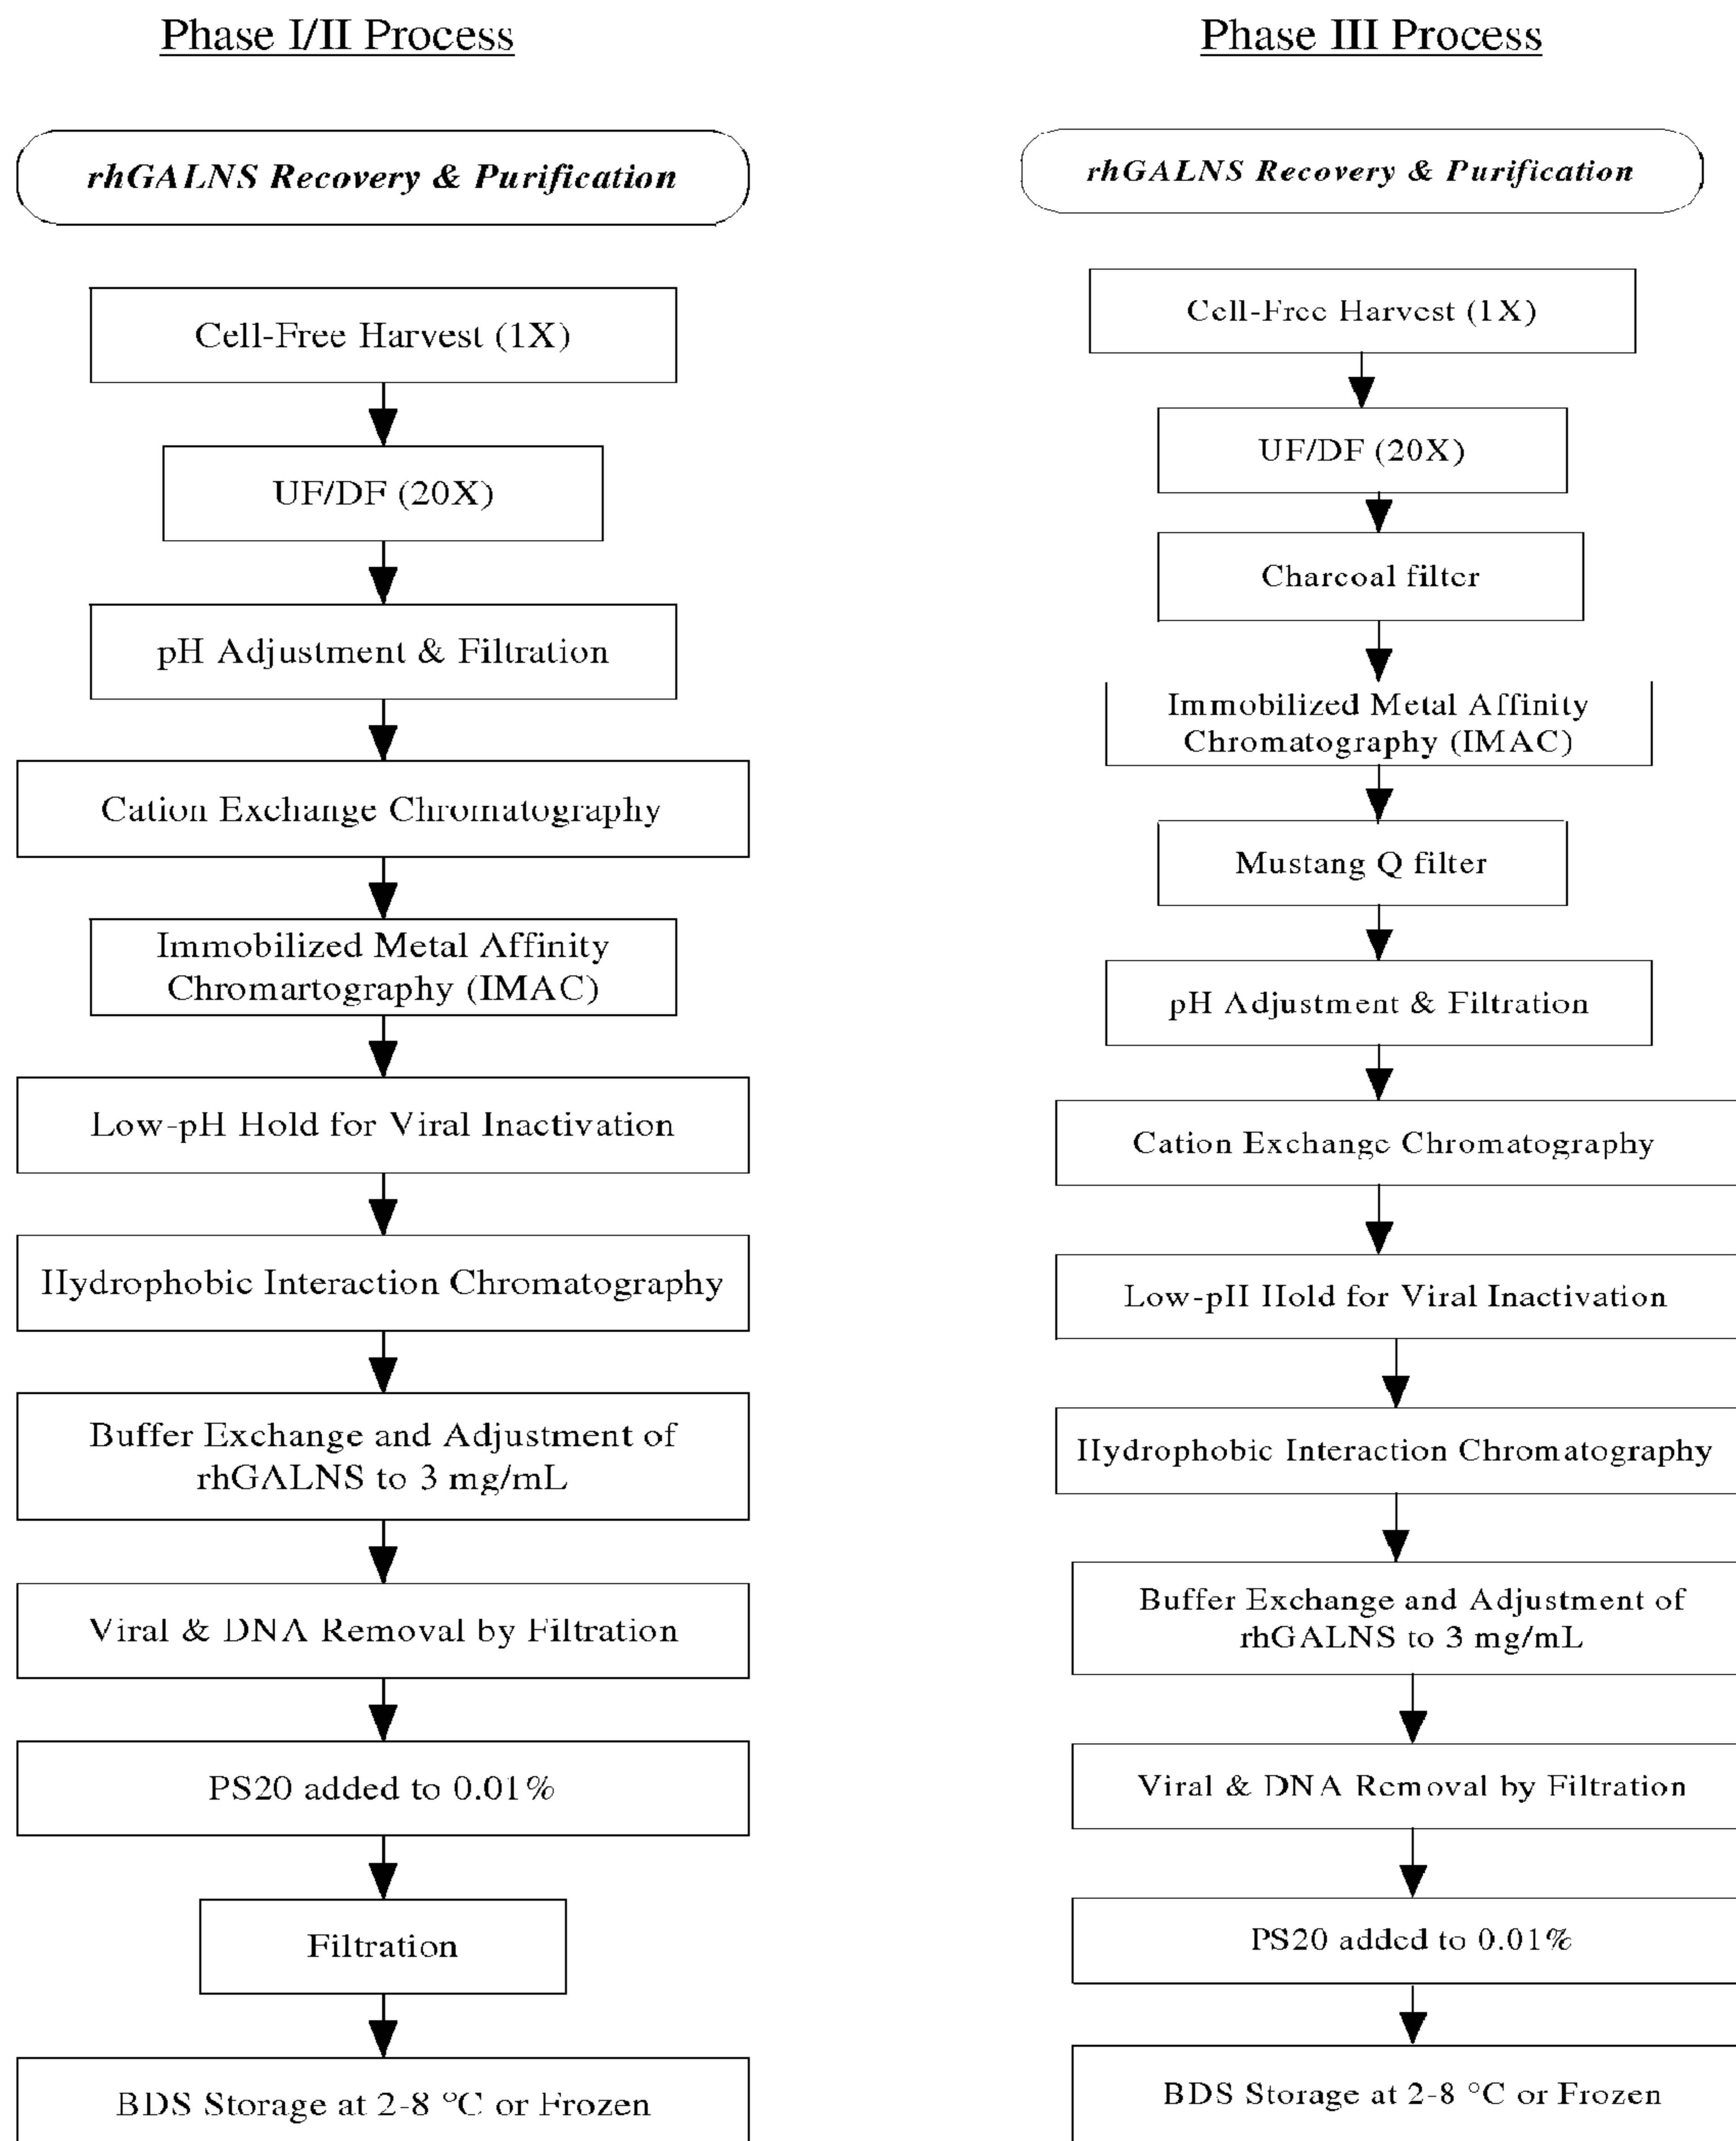 Phase I/II Process
rhGALNS Recovery & Purification
Cell-Free Harvest (1X)
UF/DF (20X)
pH Adjustment & Filtration
Cation Exchange Chromatography
Immobilized Metal Affinity
Chromartography (IMAC)
Low-pH Hold for Viral Inactivation
Hydrophobic Interaction Chromatography
Buffer Exchange and Adjustment of
rhGALNS to 3 mg/mL
Viral & DNA Removal by Filtration
PS20 added to 0.01%
Filtration
BDS Storage at 2-8 °C or Frozen
Phase III Process
rhGALNS Recovery & Purification
Cell-Free Harvest (1X)
UF/DF (20X)
Charcoal filter
Immobilized Metal Affinity
Chromatography (IMAC)
Mustang Q filter
pH Adjustment & Filtration
Cation Exchange Chromatography
Low-pH Hold for Viral Inactivation
Hydrophobic Interaction Chromatography
Buffer Exchange and Adjustment of
rhGALNS to 3 mg/mL
Viral & DNA Removal by Filtration
PS20 added to 0.01%
BDS Storage at 2-8 °C or Frozen